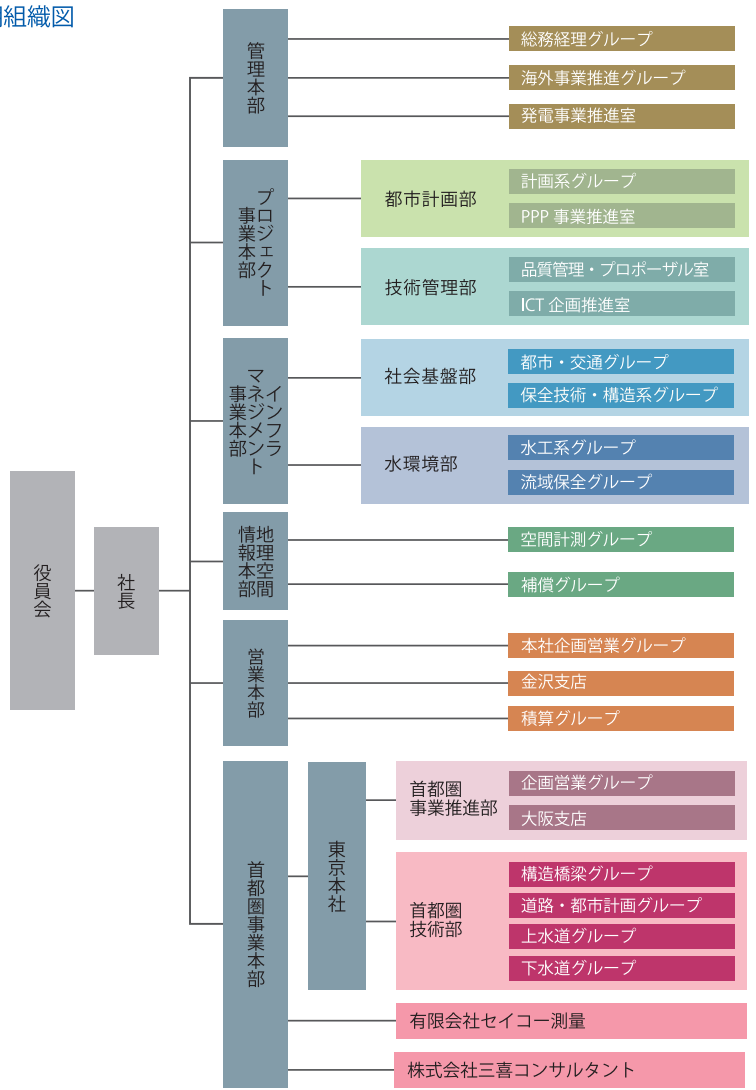 組織図
役員会
社長
管理本部
総務経理グループ
海外事業推進グループ
発電事業推進室
プロジェクト
事業本部
都市計画部
計画系グループ
PPP 事業推進室
技術管理部
品質管理・プロポーザル室
ICT 企画推進室
インフラ
マネジメント
事業本部
社会基盤部
都市・交通グループ
保全技術・構造系グループ
水環境部
水工系グループ
流域保全グループ
地理空間
情報本部
空間計測グループ
補償グループ
営業本部
本社企画営業グループ
金沢支店
積算グループ
首都圏事業本部
東京本社
首都圏
事業推進部
企画営業グループ
大阪支店
首都圏
技術部
構造橋梁グループ
道路・都市計画グループ
上水道グループ
下水道グループ
有限会社セイコー測量
株式会社三喜コンサルタント